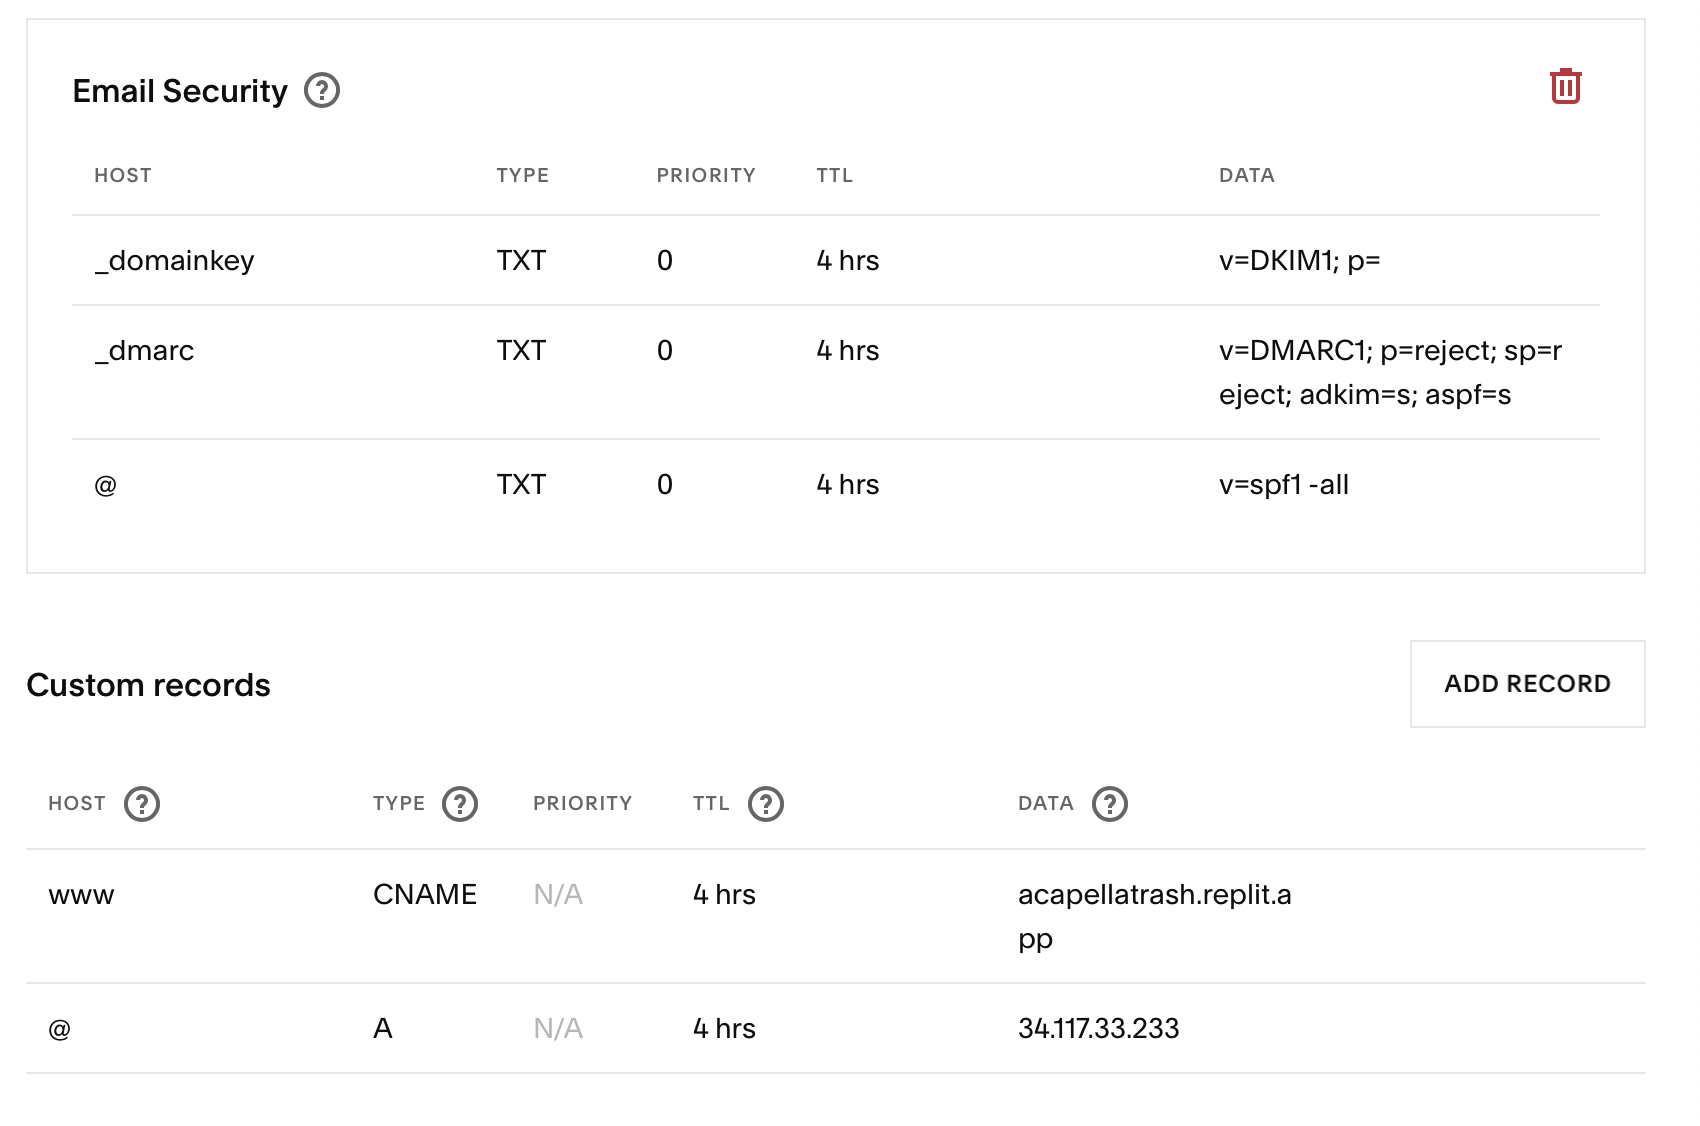 Email Security
HOST TYPE PRIORITY TTL DATA
_domainkey TXT 0 4 hrs v=DKIM1; p=
_dmarc TXT 0 4 hrs v=DMARC1; p=reject; sp=r
eject; adkim=s; aspf=s
@ TXT 0 4 hrs v=spf1 -all
Custom records
ADD RECORD
HOST TYPE PRIORITY TTL DATA
www CNAME N/A 4 hrs acapellatrash.replit.a
pp
@ A N/A 4 hrs 34.117.33.233